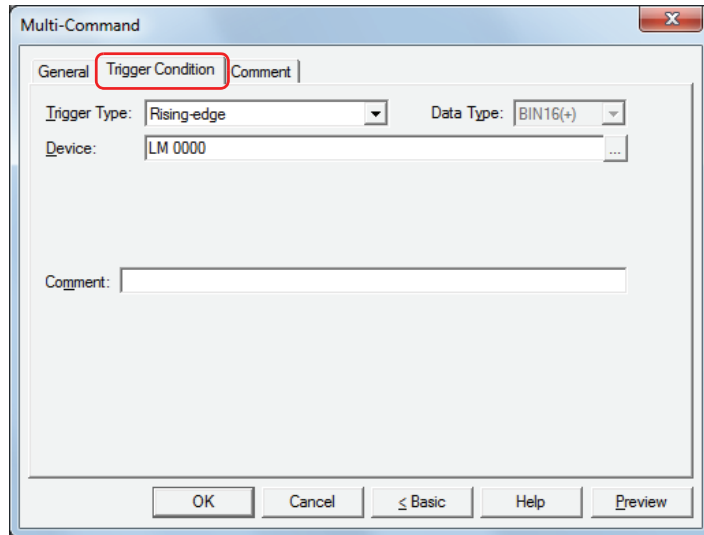 Multi-Command
General Trigger Condition Comment
Trigger Type: Rising-edge Data Type: BIN16(+)
Device: LM 0000 ...
Comment:
OK Cancel < Basic Help Preview